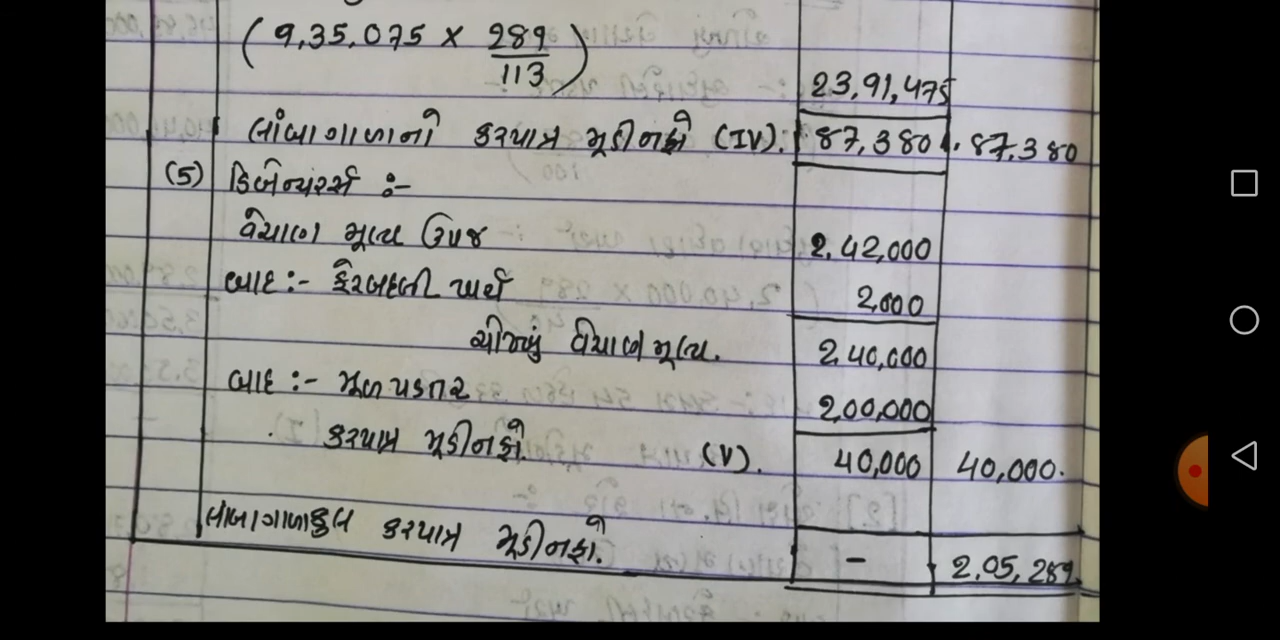 (9,35,075 × 289/113)
23,91,475
લાંબાગાળાનો કરપાત્ર મૂડીનફો (IV). 87,380 87,380
(5) ડિબેન્ચર્સ :-
વેચાણ મૂલ્ય ઉપજ 2,42,000
બાદ :- ફેરબદલી ખર્ચ 2,000
ચોખ્ખું વેચાણ મૂલ્ય. 2,40,000
બાદ :- મૂળ પડતર 2,00,000
કરપાત્ર મૂડીનફો. (V). 40,000 40,000.
લાંબાગાળાકુલ કરપાત્ર મૂડીનફો. - 2,05,289